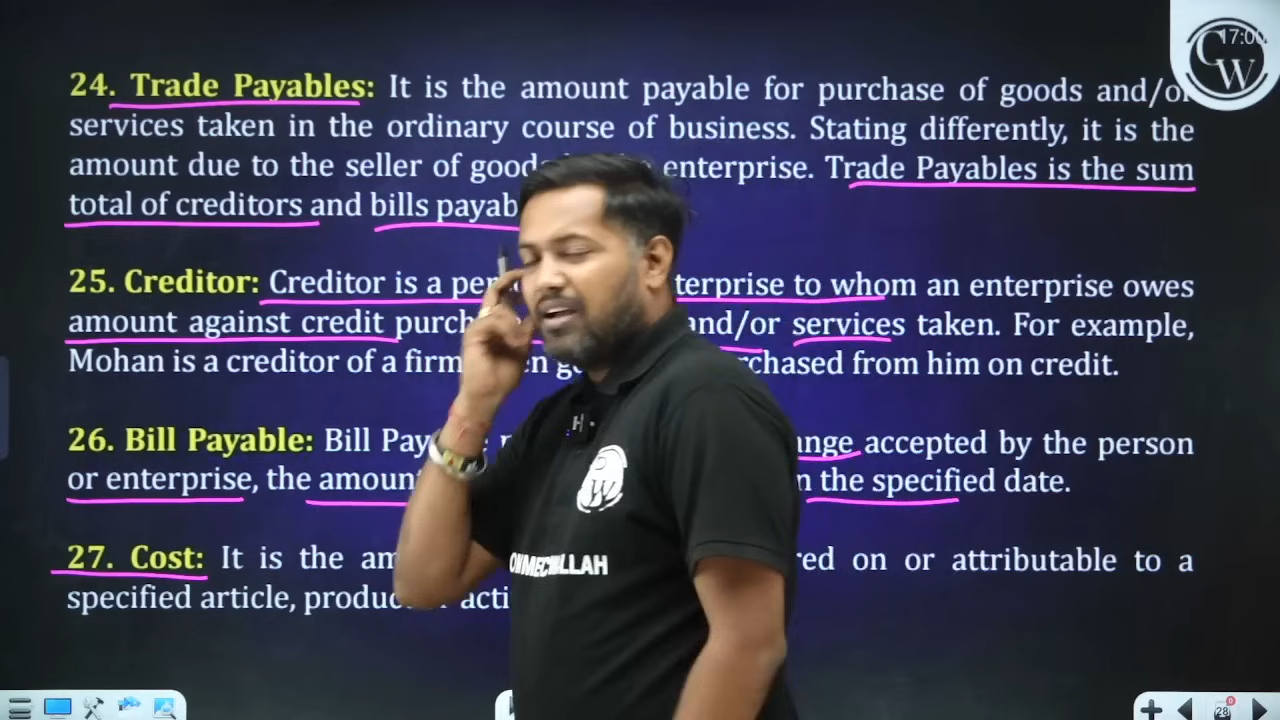 24. Trade Payables: It is the amount payable for purchase of goods and/or
services taken in the ordinary course of business. Stating differently, it is the
amount due to the seller of good enterprise. Trade Payables is the sum
total of creditors and bills payab
25. Creditor: Creditor is a per terprise to whom an enterprise owes
amount against credit purch and/or services taken. For example,
Mohan is a creditor of a firm en g rchased from him on credit.
26. Bill Payable: Bill Pay nge accepted by the person
or enterprise, the amoun n the specified date.
27. Cost: It is the am red on or attributable to a
specified article, produc acti
17:00
CW
W
OMMECWALLAH
28